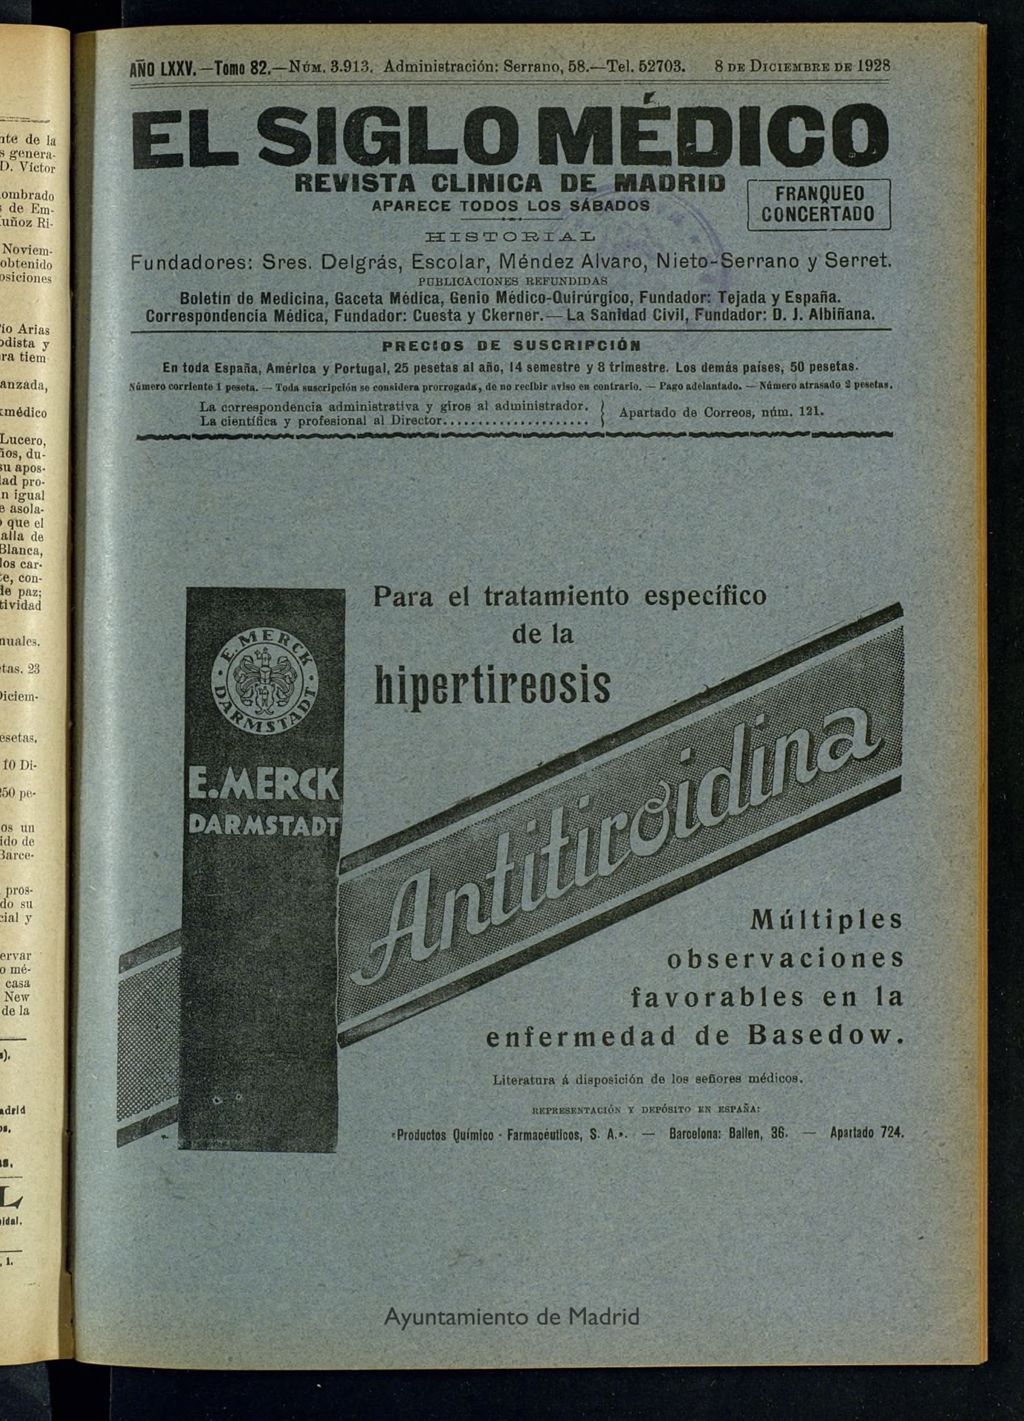 AÑO LXXV.—Tomo 82.—NÚM. 3.913. Administración: Serrano, 58.—Tel. 52703. 8 DE DICIEMBRE DE 1928
EL SIGLO MÉDICO
REVISTA CLINICA DE MADRID
APARECE TODOS LOS SÁBADOS
FRANQUEO
CONCERTADO
HISTORIAL
Fundadores: Sres. Delgrás, Escolar, Méndez Alvaro, Nieto-Serrano y Serret.
PUBLICACIONES REFUNDIDAS
Boletín de Medicina, Gaceta Médica, Genio Médico-Quirúrgico, Fundador: Tejada y España.
Correspondencia Médica, Fundador: Cuesta y Ckerner.—La Sanidad Civil, Fundador: D. J. Albiñana.
PRECIOS DE SUSCRIPCIÓN
En toda España, América y Portugal, 25 pesetas al año, 14 semestre y 8 trimestre. Los demás países, 50 pesetas.
Número corriente 1 peseta. — Toda suscripción se considera prorrogada, de no recibir aviso en contrario. — Pago adelantado. — Número atrasado 2 pesetas.
La correspondencia administrativa y giros al administrador.
La científica y profesional al Director....................
Apartado de Correos, núm. 121.
Para el tratamiento específico
de la
hipertireosis
E. MERCK
DARMSTADT
E. MERCK
DARMSTADT
Antitiroidina
Múltiples
observaciones
favorables en la
enfermedad de Basedow.
Literatura á disposición de los señores médicos.
REPRESENTACIÓN Y DEPÓSITO EN ESPAÑA:
«Productos Químico - Farmacéuticos, S. A.». — Barcelona: Bailen, 36. — Apartado 724.
Ayuntamiento de Madrid